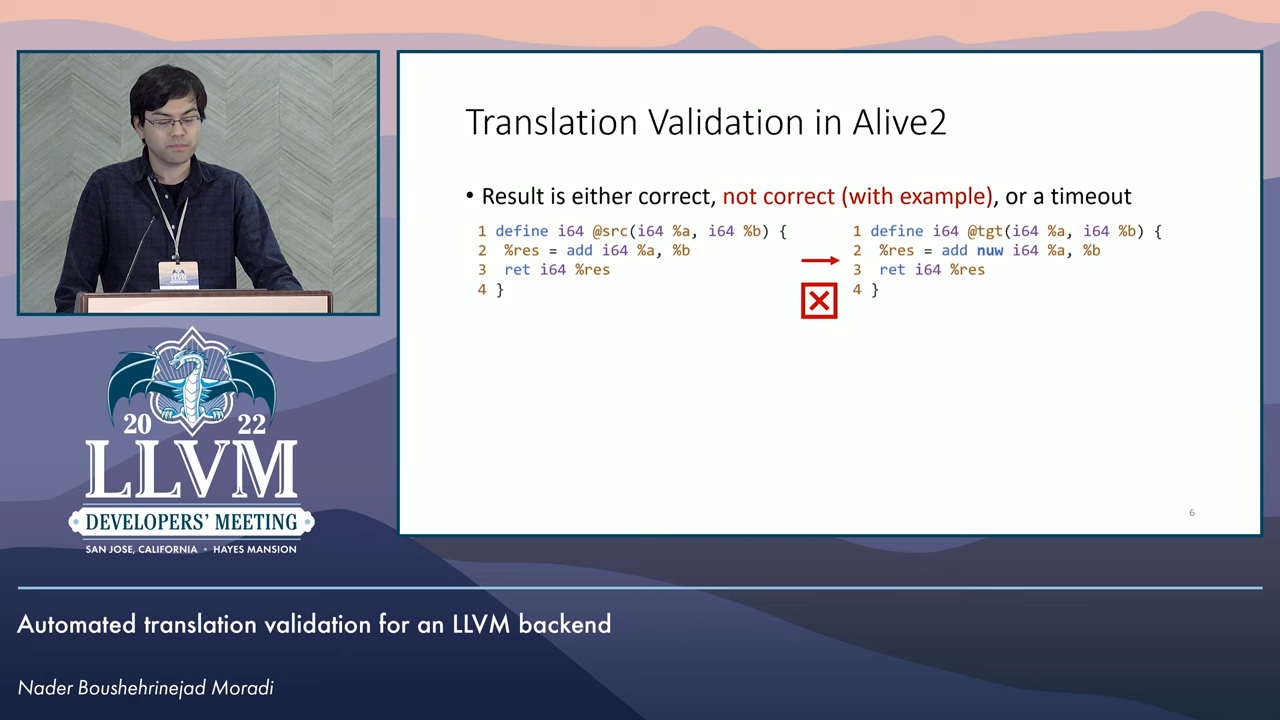 Translation Validation in Alive2
• Result is either correct, not correct (with example), or a timeout
1 define i64 @src(i64 %a, i64 %b) {
2 %res = add i64 %a, %b
3 ret i64 %res
4 }
1 define i64 @tgt(i64 %a, i64 %b) {
2 %res = add nuw i64 %a, %b
3 ret i64 %res
4 }
6
20 22
LLVM
DEVELOPERS' MEETING
SAN JOSE, CALIFORNIA • HAYES MANSION
Automated translation validation for an LLVM backend
Nader Boushehrinejad Moradi